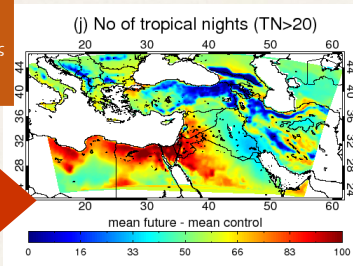 (j) No of tropical nights (TN>20)
s
20 30 40 50 60
44 44
40 40
36 36
32 32
28 28
24 24
20 30 40 50 60
mean future - mean control
0 16 33 50 66 83 100